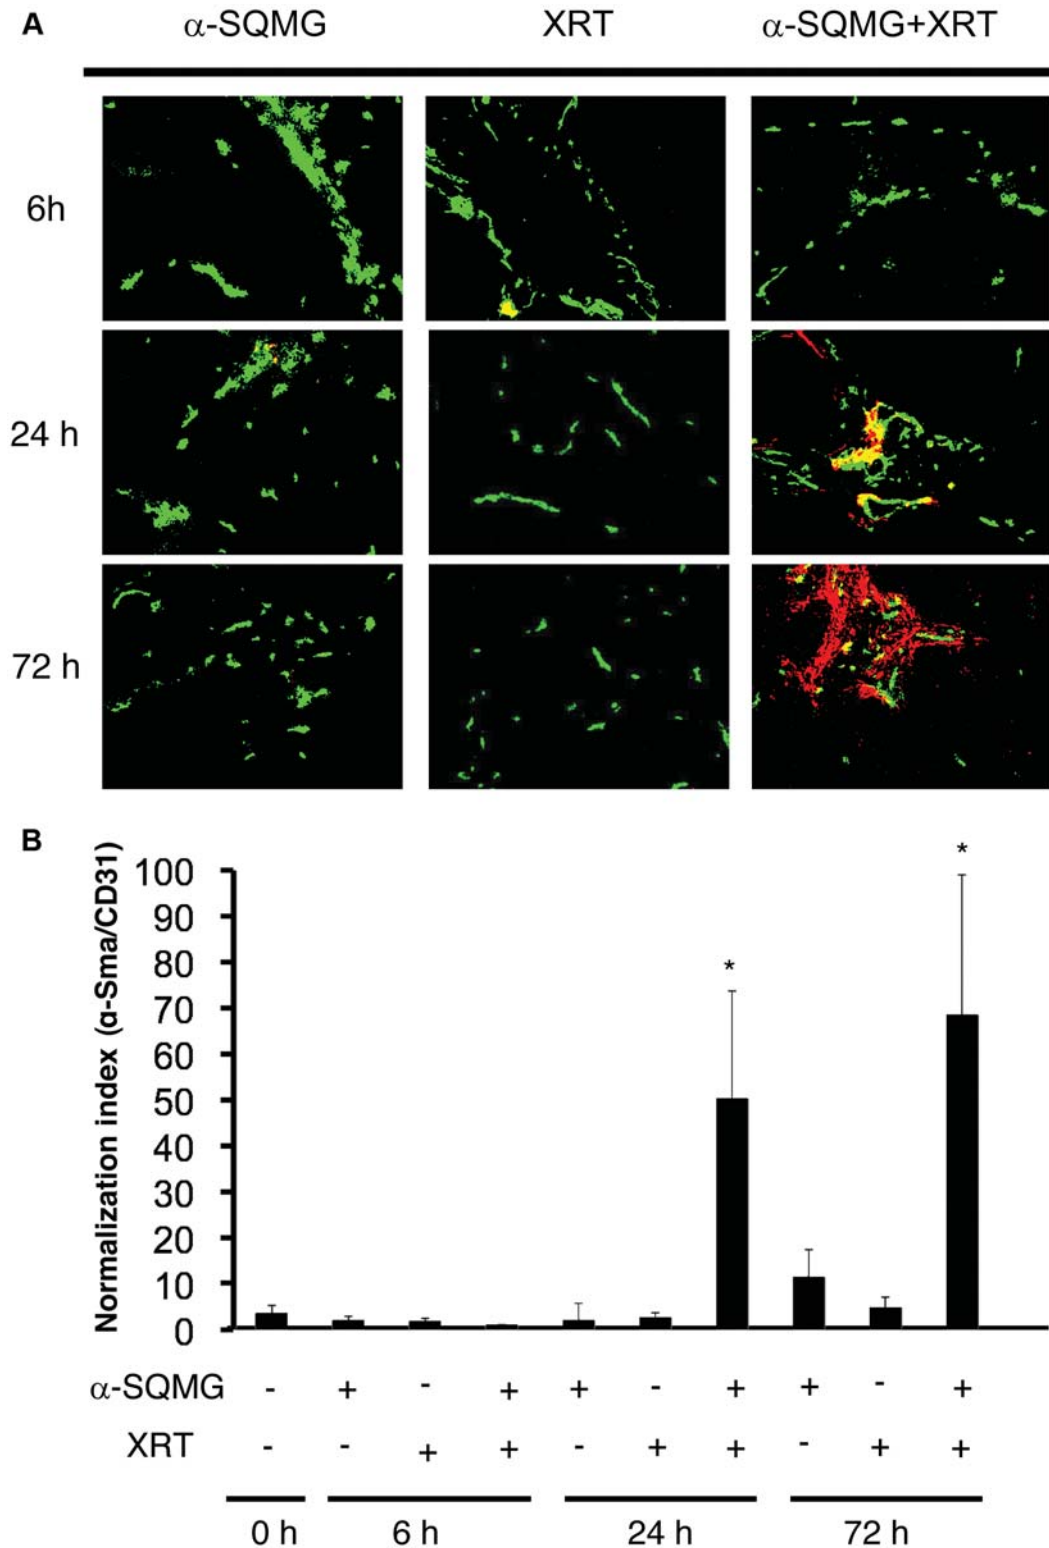 A
α-SQMG XRT α-SQMG+XRT
6h
24 h
72 h
B
Normalization index (α-Sma/CD31)
100
90
80
70
60
50
40
30
20
10
0
*
*
α-SQMG - + - + + - + + - +
XRT - - + + - + + - + +
0 h 6 h 24 h 72 h